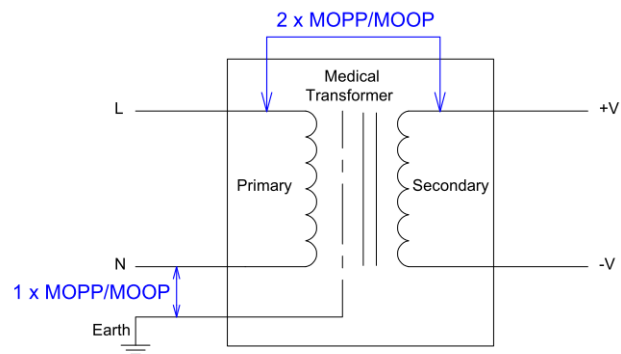 2 x MOPP/MOOP
Medical
Transformer
L
+V
Primary
Secondary
N
-V
1 x MOPP/MOOP
Earth